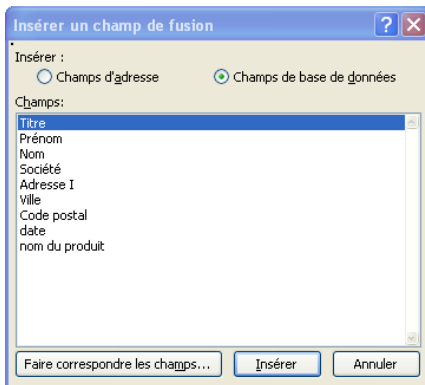 Insérer un champ de fusion
Insérer :
Champs d'adresse Champs de base de données
Champs:
Titre
Prénom
Nom
Société
Adresse I
Ville
Code postal
date
nom du produit
Faire correspondre les champs... Insérer Annuler